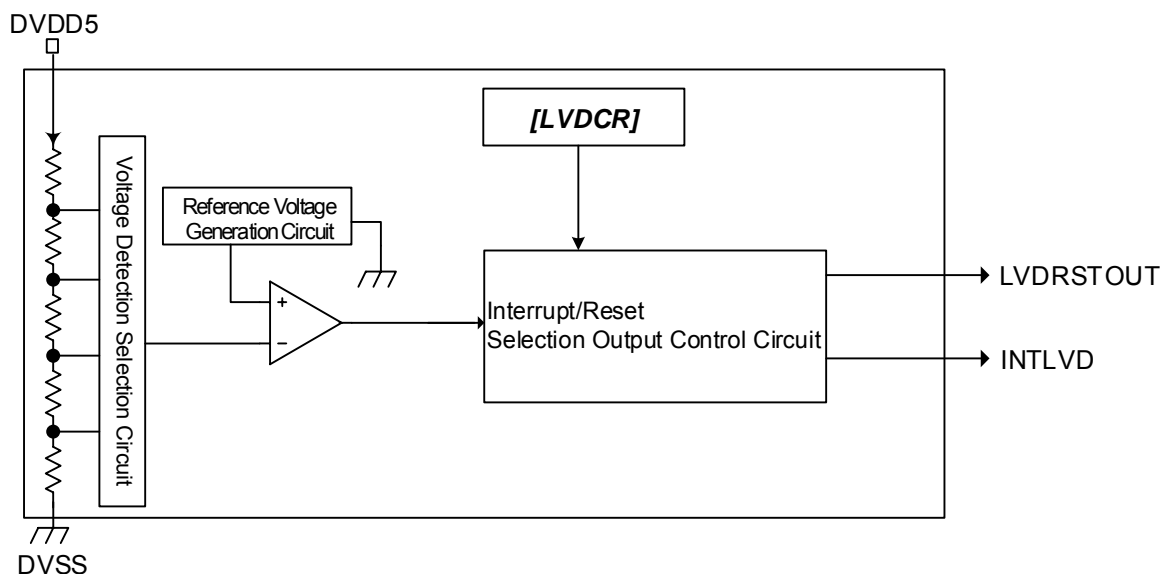 DVDD5
[LVDCR]
Voltage Detection Selection Circuit
Reference Voltage
Generation Circuit
+
−
Interrupt/Reset
Selection Output Control Circuit
LVDRSTOUT
INTLVD
DVSS